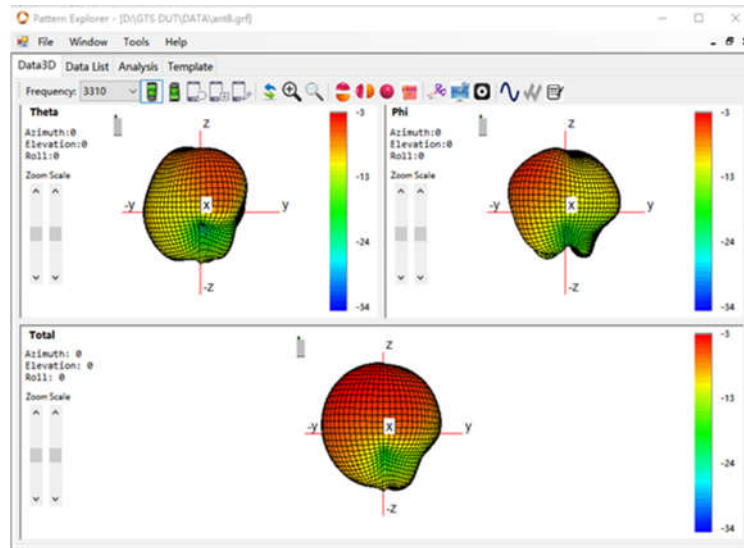 Pattern Explorer - [D:\GTS DUT\DATA\ant8.grf]
File Window Tools Help
Data3D Data List Analysis Template
Frequency: 3310
Theta
Azimuth:0
Elevation:0
Roll:0
Zoom Scale
z
-y x y
-z
-3
-13
-24
-34
Phi
Azimuth:0
Elevation:0
Roll:0
Zoom Scale
z
-y x y
-z
-3
-13
-24
-34
Total
Azimuth: 0
Elevation: 0
Roll: 0
Zoom Scale
z
-y x y
-z
-3
-13
-24
-34